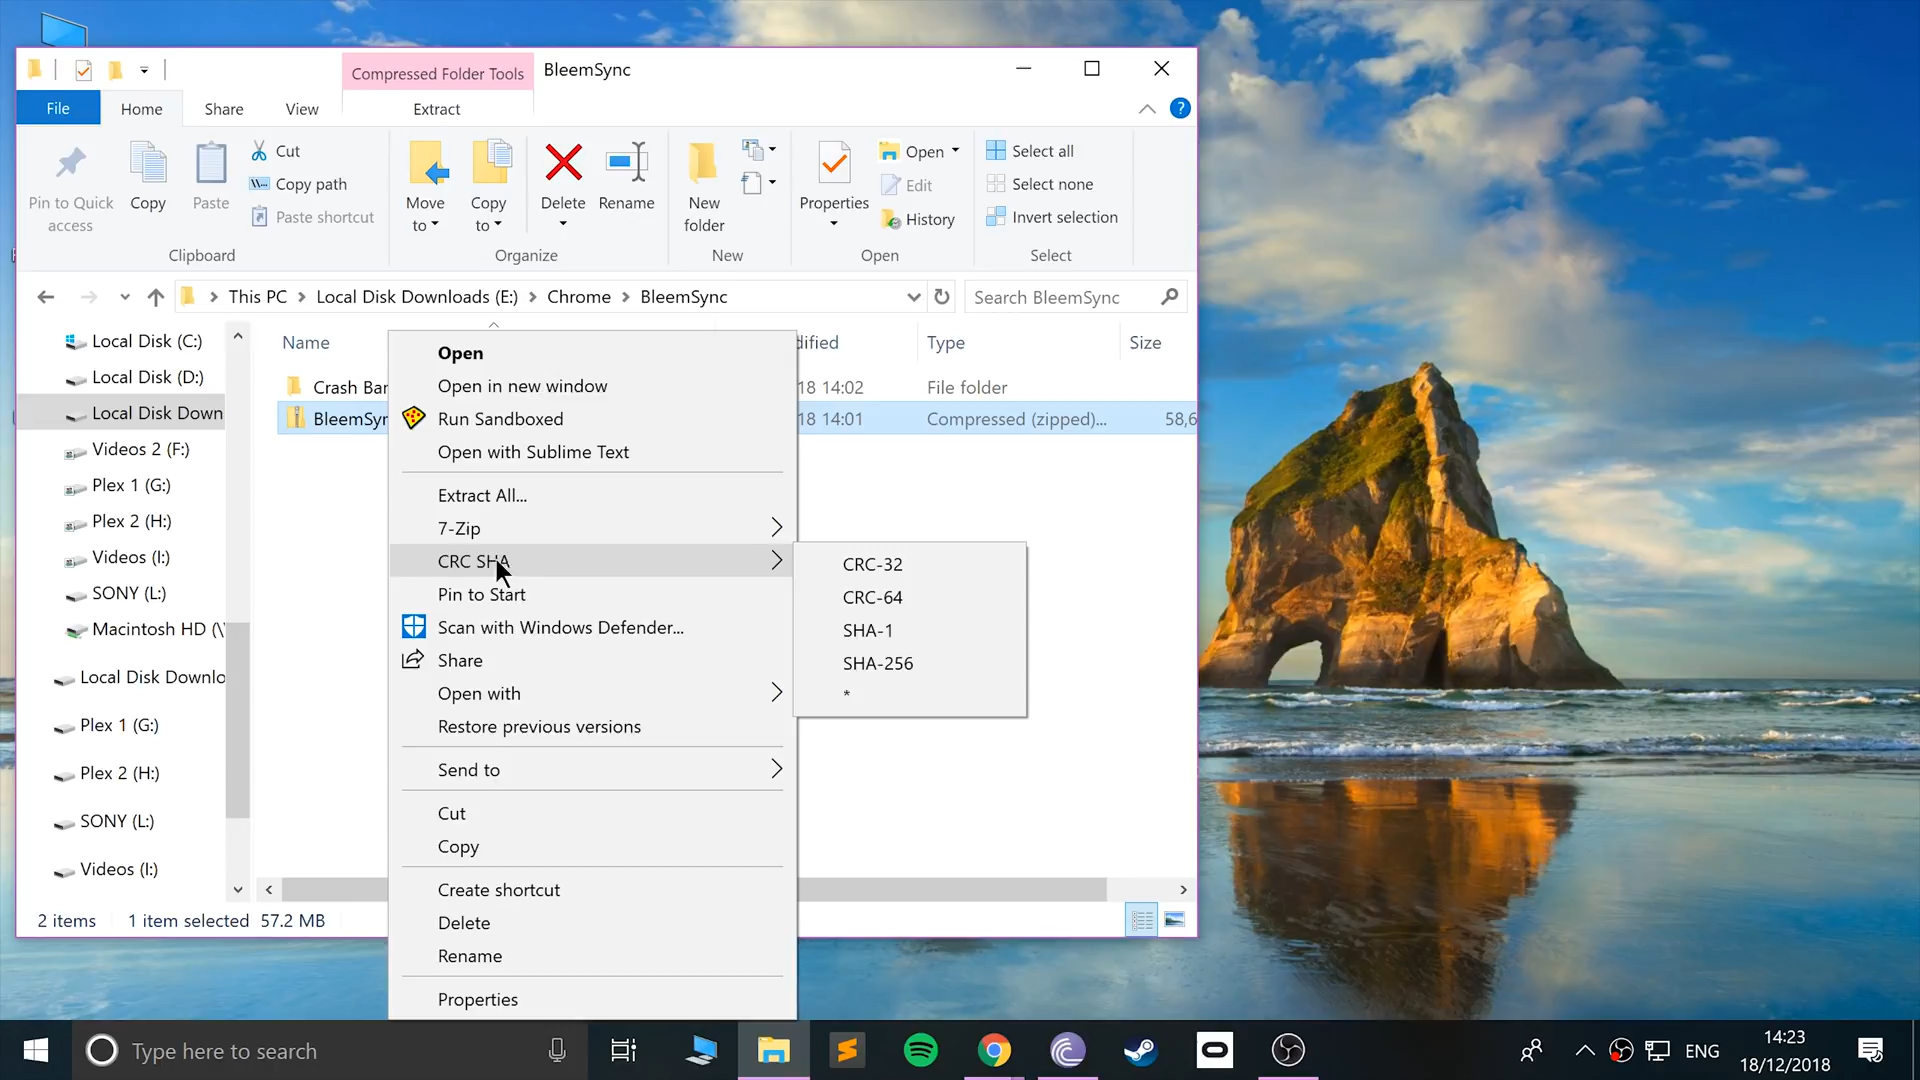 Compressed Folder Tools
BleemSync
File
Home
Share
View
Extract
?
Pin to Quick
access
Copy
Paste
Cut
Copy path
Paste shortcut
Clipboard
Move
to
Copy
to
Delete
Rename
Organize
New
folder
New
Properties
Open
Edit
History
Open
Select all
Select none
Invert selection
Select
This PC > Local Disk Downloads (E:) > Chrome > BleemSync
Search BleemSync
Local Disk (C:)
Local Disk (D:)
Local Disk Down
Videos 2 (F:)
Plex 1 (G:)
Plex 2 (H:)
Videos (I:)
SONY (L:)
Macintosh HD (\
Local Disk Downlo
Plex 1 (G:)
Plex 2 (H:)
SONY (L:)
Videos (I:)
Name
dified
Type
Size
Crash Bar
18 14:02
File folder
BleemSyn
18 14:01
Compressed (zipped)...
58,6
Open
Open in new window
Run Sandboxed
Open with Sublime Text
Extract All...
7-Zip
CRC SHA
Pin to Start
Scan with Windows Defender...
Share
Open with
Restore previous versions
Send to
Cut
Copy
Create shortcut
Delete
Rename
Properties
CRC-32
CRC-64
SHA-1
SHA-256
*
2 items
1 item selected 57.2 MB
Type here to search
ENG
14:23
18/12/2018